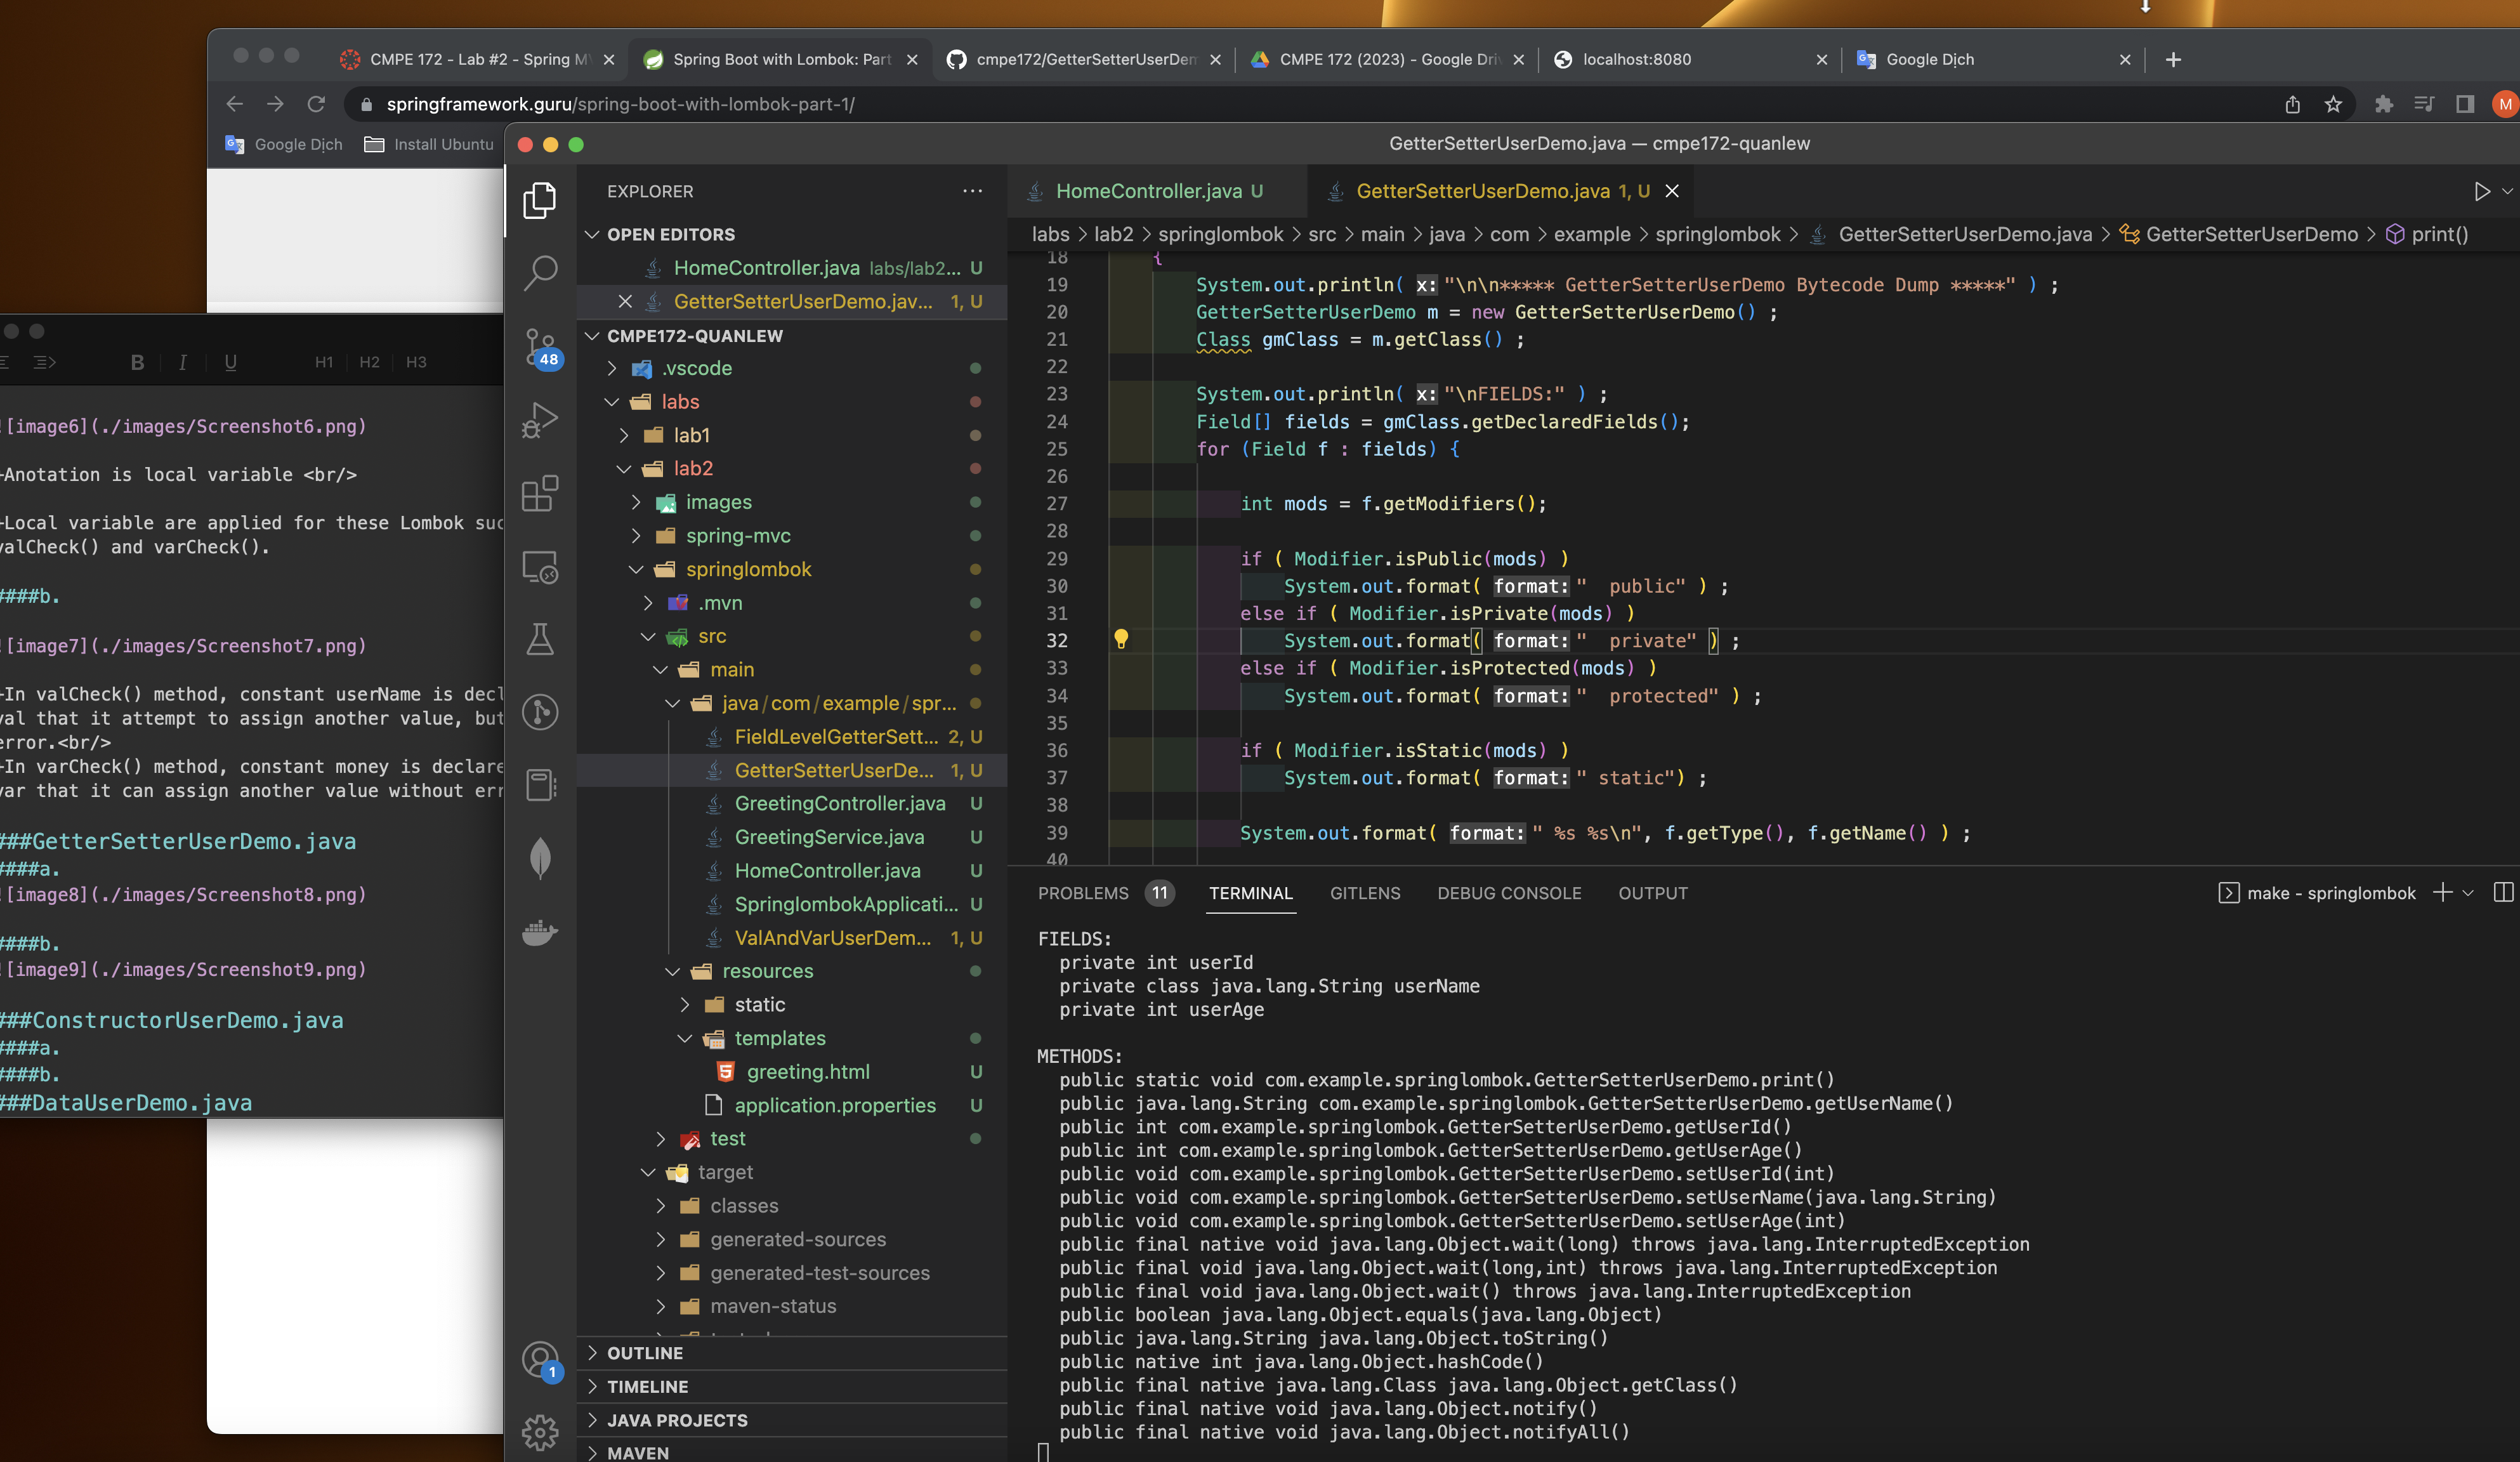 CMPE 172 - Lab #2 - Spring M
Spring Boot with Lombok: Part
cmpe172/GetterSetterUserDem
CMPE 172 (2023) - Google Dri
localhost:8080
Google Dịch
springframework.guru/spring-boot-with-lombok-part-1/
M
Google Dịch
Install Ubuntu
B I U H1 H2 H3
![image6](./images/Screenshot6.png)
-Anotation is local variable <br/>
-Local variable are applied for these Lombok suc
valCheck() and varCheck().
####b.
![image7](./images/Screenshot7.png)
-In valCheck() method, constant userName is decl
val that it attempt to assign another value, but
error.<br/>
-In varCheck() method, constant money is declare
var that it can assign another value without err
###GetterSetterUserDemo.java
####a.
![image8](./images/Screenshot8.png)
####b.
![image9](./images/Screenshot9.png)
###ConstructorUserDemo.java
####a.
####b.
###DataUserDemo.java
GetterSetterUserDemo.java — cmpe172-quanlew
48
1
EXPLORER
OPEN EDITORS
HomeController.java labs/lab2... U
GetterSetterUserDemo.jav... 1, U
CMPE172-QUANLEW
.vscode
labs
lab1
lab2
images
spring-mvc
springlombok
.mvn
src
main
java/com/example/spr...
FieldLevelGetterSett... 2, U
GetterSetterUserDe... 1, U
GreetingController.java U
GreetingService.java U
HomeController.java U
SpringlombokApplicati... U
ValAndVarUserDem... 1, U
resources
static
templates
greeting.html U
application.properties U
test
target
classes
generated-sources
generated-test-sources
maven-status
OUTLINE
TIMELINE
JAVA PROJECTS
MAVEN
HomeController.java U
GetterSetterUserDemo.java 1, U
labs > lab2 > springlombok > src > main > java > com > example > springlombok > GetterSetterUserDemo.java > GetterSetterUserDemo > print()
18 {
19 System.out.println( x: "\n\n***** GetterSetterUserDemo Bytecode Dump *****" ) ;
20 GetterSetterUserDemo m = new GetterSetterUserDemo() ;
21 Class gmClass = m.getClass() ;
22
23 System.out.println( x: "\nFIELDS:" ) ;
24 Field[] fields = gmClass.getDeclaredFields();
25 for (Field f : fields) {
26
27 int mods = f.getModifiers();
28
29 if ( Modifier.isPublic(mods) )
30 System.out.format( format: "  public" ) ;
31 else if ( Modifier.isPrivate(mods) )
32 System.out.format( format: "  private" ) ;
33 else if ( Modifier.isProtected(mods) )
34 System.out.format( format: "  protected" ) ;
35
36 if ( Modifier.isStatic(mods) )
37 System.out.format( format: " static") ;
38
39 System.out.format( format: " %s %s\n", f.getType(), f.getName() ) ;
40
PROBLEMS 11 TERMINAL GITLENS DEBUG CONSOLE OUTPUT
make - springlombok
FIELDS:
private int userId
private class java.lang.String userName
private int userAge
METHODS:
public static void com.example.springlombok.GetterSetterUserDemo.print()
public java.lang.String com.example.springlombok.GetterSetterUserDemo.getUserName()
public int com.example.springlombok.GetterSetterUserDemo.getUserId()
public int com.example.springlombok.GetterSetterUserDemo.getUserAge()
public void com.example.springlombok.GetterSetterUserDemo.setUserId(int)
public void com.example.springlombok.GetterSetterUserDemo.setUserName(java.lang.String)
public void com.example.springlombok.GetterSetterUserDemo.setUserAge(int)
public final native void java.lang.Object.wait(long) throws java.lang.InterruptedException
public final void java.lang.Object.wait(long,int) throws java.lang.InterruptedException
public final void java.lang.Object.wait() throws java.lang.InterruptedException
public boolean java.lang.Object.equals(java.lang.Object)
public java.lang.String java.lang.Object.toString()
public native int java.lang.Object.hashCode()
public final native java.lang.Class java.lang.Object.getClass()
public final native void java.lang.Object.notify()
public final native void java.lang.Object.notifyAll()